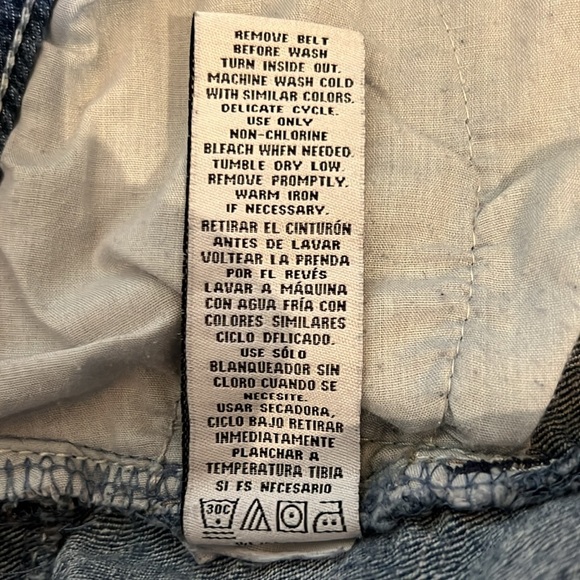 REMOVE BELT
BEFORE WASH
TURN INSIDE OUT.
MACHINE WASH COLD
WITH SIMILAR COLORS,
DELICATE CYCLE.
USE ONLY
NON-CHLORINE
BLEACH WHEN NEEDED.
TUMBLE DRY LOW.
REMOVE PROMPTLY.
WARM IRON
IF NECESSARY.
RETIRAR EL CINTURÓN
ANTES DE LAVAR
VOLTEAR LA PRENDA
POR EL REVÉS
LAVAR A MÁQUINA
CON AGUA FRÍA CON
COLORES SIMILARES
CICLO DELICADO.
USE SÓLO
BLANQUEADOR SIN
CLORO CUANDO SE
NECESITE.
USAR SECADORA,
CICLO BAJO RETIRAR
INMEDIATAMENTE
PLANCHAR A
TEMPERATURA TIBIA
SI ES NECESARIO
30C